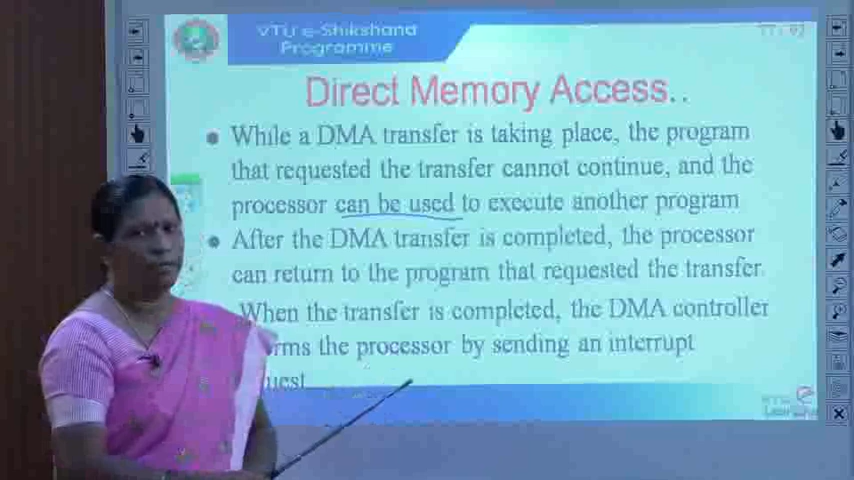 VTU e-Shikshana
Programme
Direct Memory Access..
While a DMA transfer is taking place, the program
that requested the transfer cannot continue, and the
processor can be used to execute another program
After the DMA transfer is completed, the processor
can return to the program that requested the transfer.
When the transfer is completed, the DMA controller
rms the processor by sending an interrupt
uest